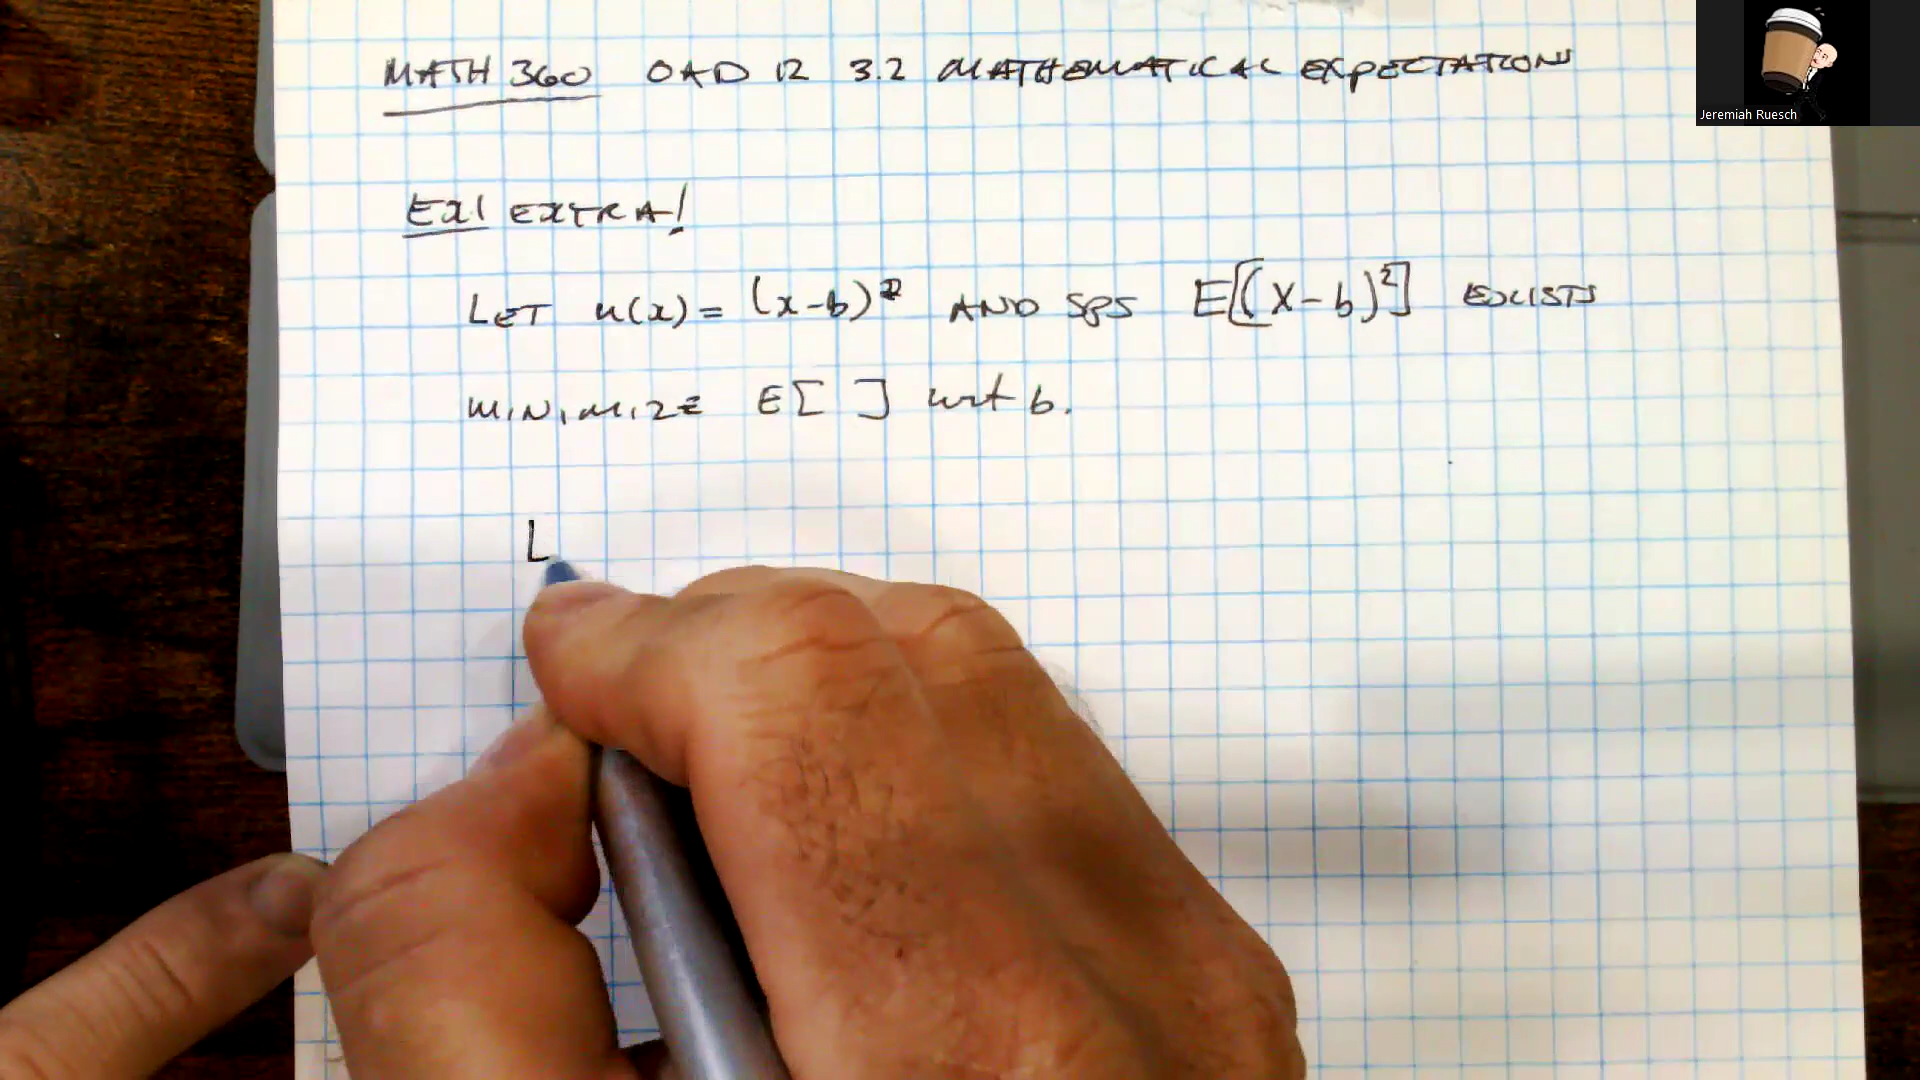 MATH 360 OAD 12 3.2 MATHEMATICAL EXPECTATIONS
Jeremiah Ruesch
EX! EXTRA!
LET u(x) = (x-b)² AND SPS E[(X-b)²] EXISTS
MINIMIZE E[ ] wrt b.
L